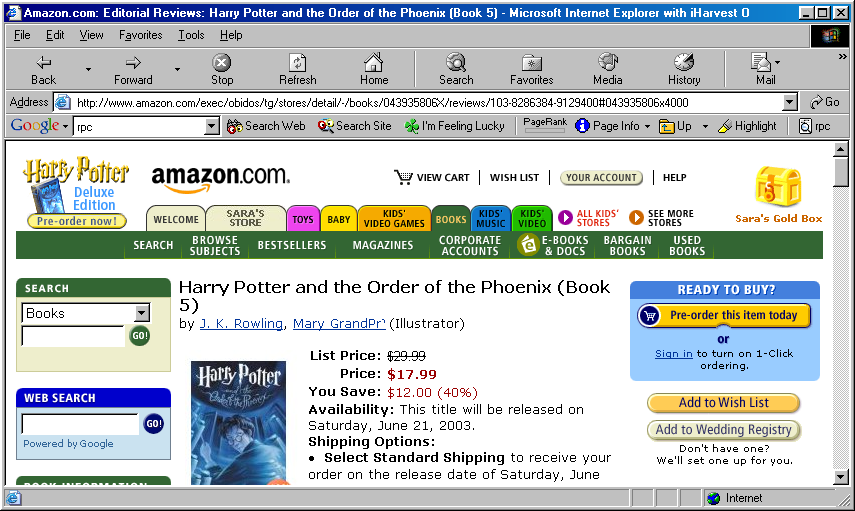 Amazon.com: Editorial Reviews: Harry Potter and the Order of the Phoenix (Book 5) - Microsoft Internet Explorer with iHarvest O
File Edit View Favorites Tools Help
Back Forward Stop Refresh Home Search Favorites Media History Mail
Address http://www.amazon.com/exec/obidos/tg/stores/detail/-/books/043935806X/reviews/103-8286384-9129400#043935806x4000 Go
Google rpc Search Web Search Site I'm Feeling Lucky PageRank Page Info Up Highlight rpc
Harry Potter
Deluxe
Edition
Pre-order now!
amazon.com.
VIEW CART WISH LIST YOUR ACCOUNT HELP
WELCOME
SARA'S
STORE
TOYS
BABY
KIDS'
VIDEO GAMES
BOOKS
KIDS'
MUSIC
KIDS'
VIDEO
ALL KIDS'
STORES
SEE MORE
STORES
5
Sara's Gold Box
SEARCH
BROWSE
SUBJECTS
BESTSELLERS
MAGAZINES
CORPORATE
ACCOUNTS
E-BOOKS
& DOCS
BARGAIN
BOOKS
USED
BOOKS
SEARCH
Books
GO!
WEB SEARCH
GO!
Powered by Google
BOOK INFORMATION
Harry Potter and the Order of the Phoenix (Book
5)
by J. K. Rowling, Mary GrandPr` (Illustrator)
Harry Potter
and the
Order of the Phoenix
List Price: $29.99
Price: $17.99
You Save: $12.00 (40%)
Availability: This title will be released on
Saturday, June 21, 2003.
Shipping Options:
• Select Standard Shipping to receive your
order on the release date of Saturday, June
READY TO BUY?
Pre-order this item today
or
Sign in to turn on 1-Click
ordering.
Add to Wish List
Add to Wedding Registry
Don't have one?
We'll set one up for you.
Internet